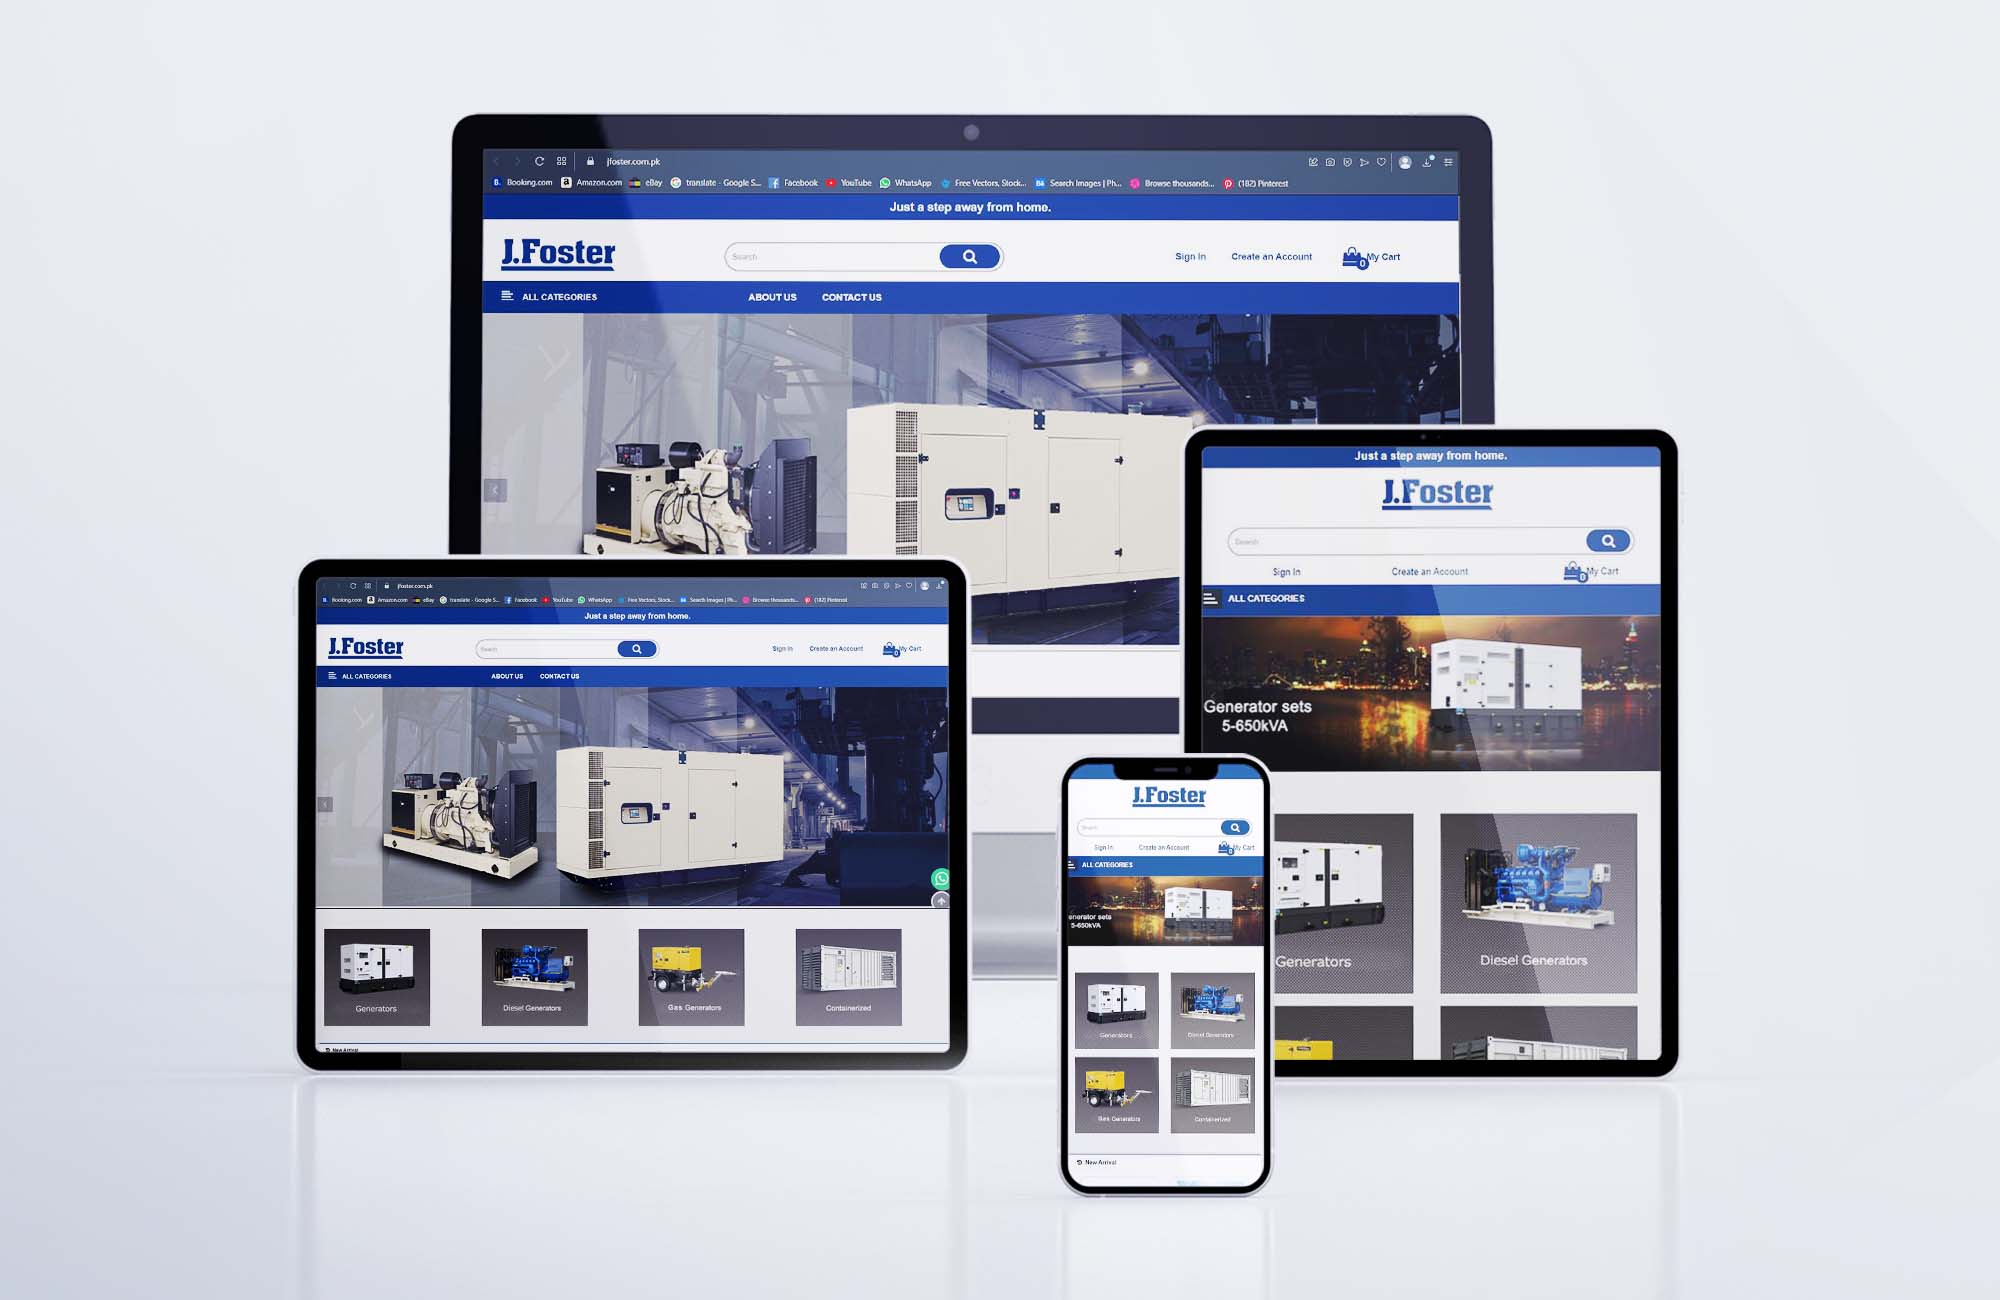 jfoster.com.pk
Booking.com Amazon.com eBay translate - Google S... Facebook YouTube WhatsApp Free Vectors, Stock... Search Images | Ph... Browse thousands... (182) Pinterest
Just a step away from home.
J.Foster
Search
Sign In
Create an Account
0
My Cart
ALL CATEGORIES
ABOUT US
CONTACT US
Just a step away from home.
J.Foster
Search
Sign In
Create an Account
0
My Cart
ALL CATEGORIES
Generator sets
5-650kVA
Generators
Diesel Generators
jfoster.com.pk
Booking.com Amazon.com eBay translate - Google S... Facebook YouTube WhatsApp Free Vectors, Stock... Search Images | Ph... Browse thousands... (182) Pinterest
Just a step away from home.
J.Foster
Search
Sign In
Create an Account
0
My Cart
ALL CATEGORIES
ABOUT US
CONTACT US
Generators
Diesel Generators
Gas Generators
Containerized
New Arrival
J.Foster
Search
Sign In
Create an Account
0
My Cart
ALL CATEGORIES
enerator sets
5-650kVA
Generators
Diesel Generators
Gas Generators
Containerized
New Arrival